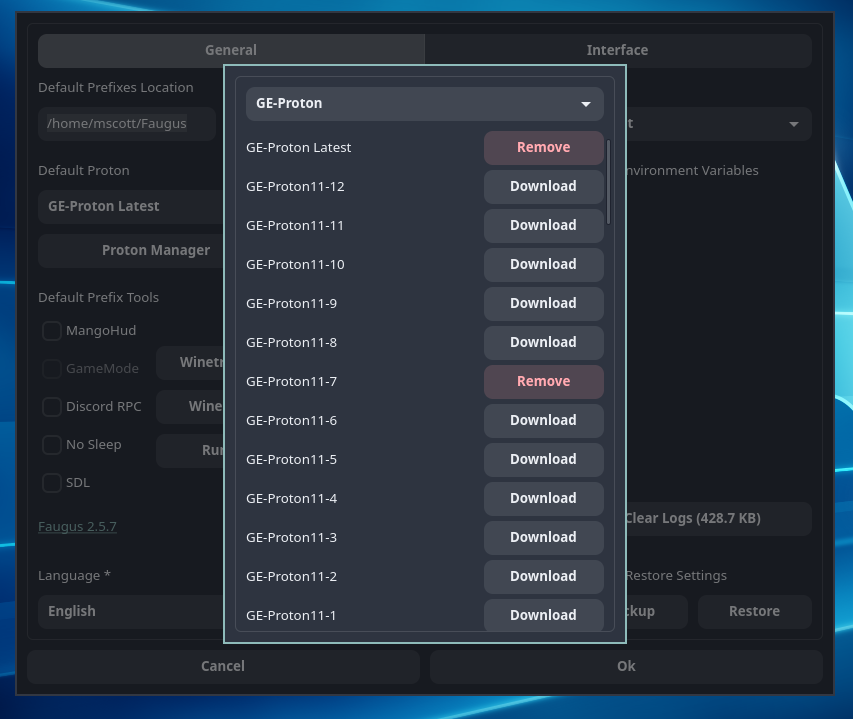 General
Interface
Default Prefixes Location
/home/mscott/Faugus
t
Default Proton
nvironment Variables
GE-Proton Latest
Proton Manager
Default Prefix Tools
MangoHud
GameMode
Winetr
Discord RPC
Wine
No Sleep
Run
SDL
Faugus 2.5.7
Clear Logs (428.7 KB)
Language *
Restore Settings
English
ckup
Restore
Cancel
Ok
GE-Proton
GE-Proton Latest Remove
GE-Proton11-12 Download
GE-Proton11-11 Download
GE-Proton11-10 Download
GE-Proton11-9 Download
GE-Proton11-8 Download
GE-Proton11-7 Remove
GE-Proton11-6 Download
GE-Proton11-5 Download
GE-Proton11-4 Download
GE-Proton11-3 Download
GE-Proton11-2 Download
GE-Proton11-1 Download